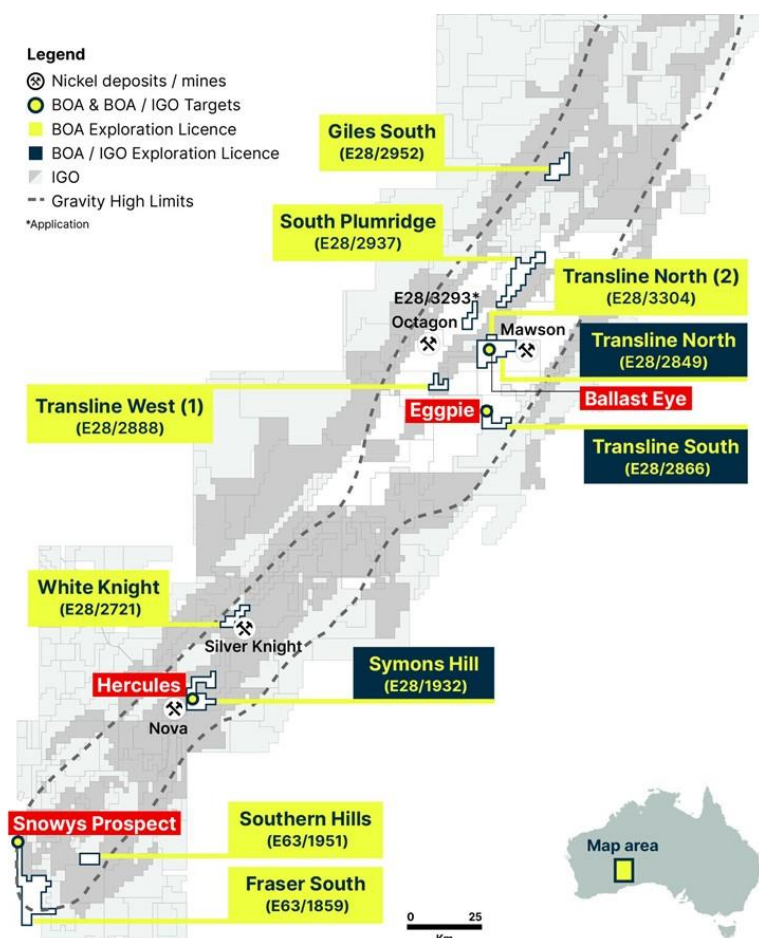 Legend
Nickel deposits / mines
BOA & BOA / IGO Targets
BOA Exploration Licence
BOA / IGO Exploration Licence
IGO
Gravity High Limits
*Application
Giles South
(E28/2952)
South Plumridge
(E28/2937)
Transline North (2)
(E28/3304)
E28/3293*
Octagon
Mawson
Transline North
(E28/2849)
Transline West (1)
(E28/2888)
Eggpie
Ballast Eye
Transline South
(E28/2866)
White Knight
(E28/2721)
Silver Knight
Symons Hill
(E28/1932)
Hercules
Nova
Snowys Prospect
Southern Hills
(E63/1951)
Map area
Fraser South
(E63/1859)
0 25
Km